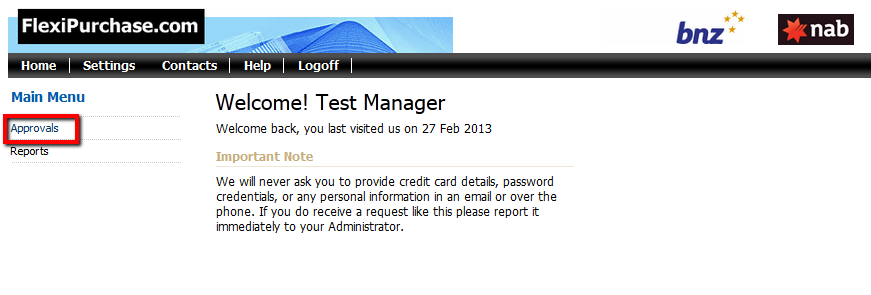 FlexiPurchase.com
bnz
nab
Home Settings Contacts Help Logoff
Main Menu
Approvals
Reports
Welcome! Test Manager
Welcome back, you last visited us on 27 Feb 2013
Important Note
We will never ask you to provide credit card details, password
credentials, or any personal information in an email or over the
phone. If you do receive a request like this please report it
immediately to your Administrator.